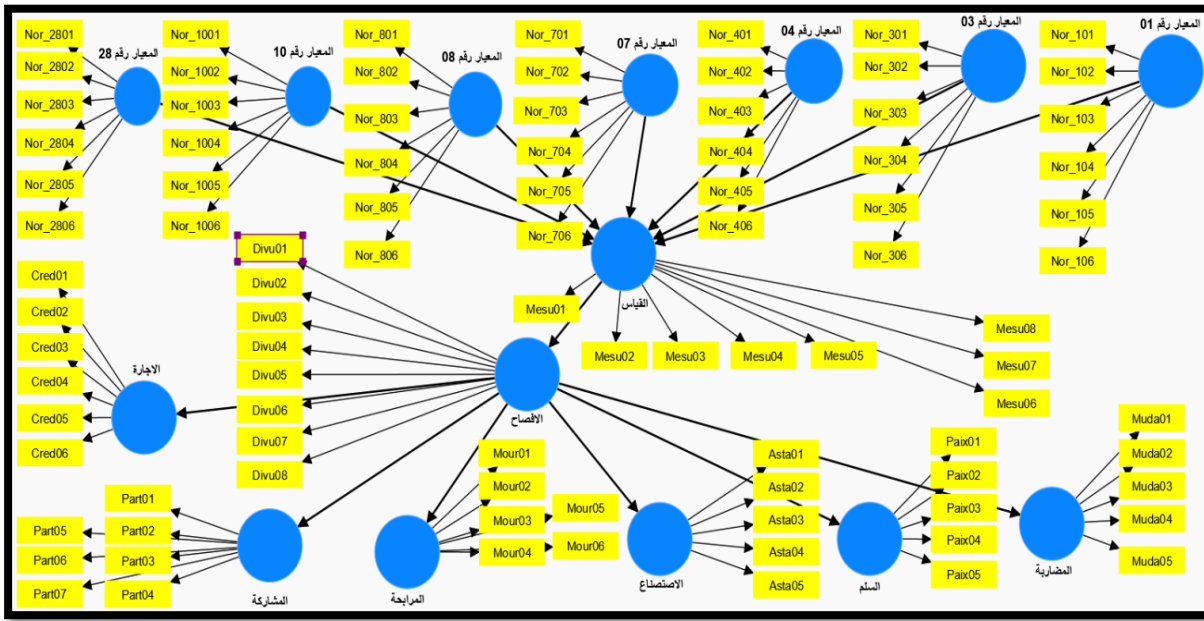 المعيار رقم 01
المعيار رقم 03
المعيار رقم 04
المعيار رقم 07
المعيار رقم 08
المعيار رقم 10
المعيار رقم 28
Nor_101
Nor_102
Nor_103
Nor_104
Nor_105
Nor_106
Nor_301
Nor_302
Nor_303
Nor_304
Nor_305
Nor_306
Nor_401
Nor_402
Nor_403
Nor_404
Nor_405
Nor_406
Nor_701
Nor_702
Nor_703
Nor_704
Nor_705
Nor_706
Nor_801
Nor_802
Nor_803
Nor_804
Nor_805
Nor_806
Nor_1001
Nor_1002
Nor_1003
Nor_1004
Nor_1005
Nor_1006
Nor_2801
Nor_2802
Nor_2803
Nor_2804
Nor_2805
Nor_2806
القياس
Mesu01
Mesu02
Mesu03
Mesu04
Mesu05
Mesu08
Mesu07
Mesu06
الافصاح
Divu01
Divu02
Divu03
Divu04
Divu05
Divu06
Divu07
Divu08
الاجارة
Cred01
Cred02
Cred03
Cred04
Cred05
Cred06
المشاركة
Part01
Part02
Part03
Part04
Part05
Part06
Part07
المرابحة
Mour01
Mour02
Mour03
Mour04
Mour05
Mour06
الاستصناع
Asta01
Asta02
Asta03
Asta04
Asta05
السلم
Paix01
Paix02
Paix03
Paix04
Paix05
المضاربة
Muda01
Muda02
Muda03
Muda04
Muda05